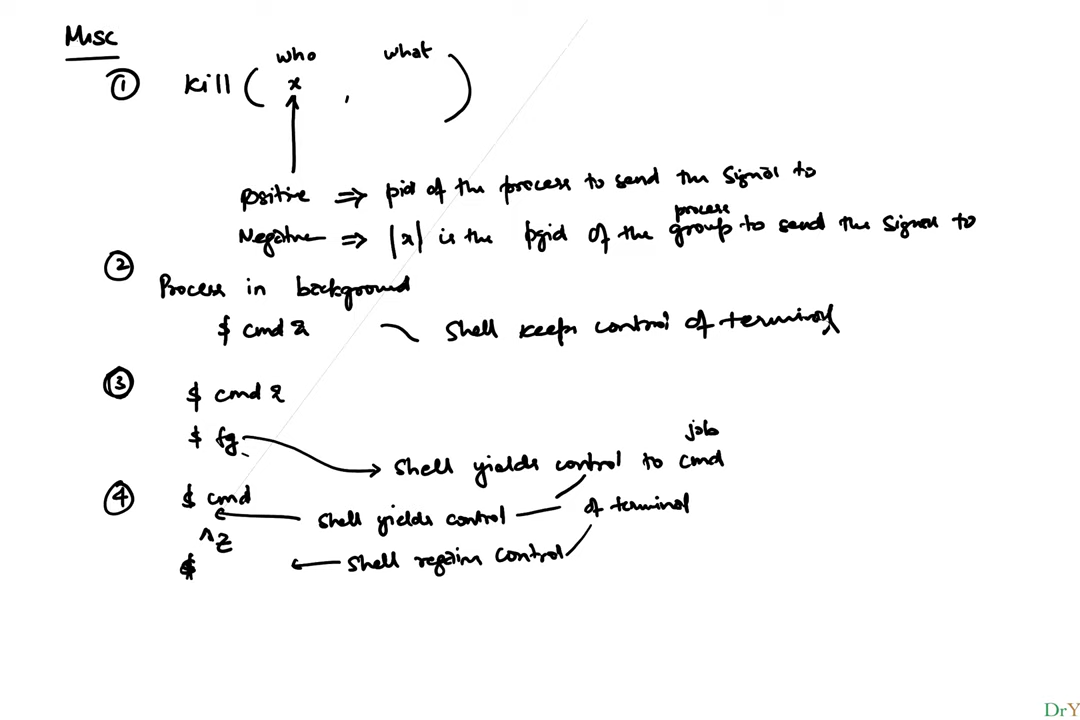 Misc
who what
① kill ( x , )
positive ⇒ pid of the process to send the signal to
process
Negative ⇒ |x| is the pgid of the group to send the signal to
②
Process in background
$ cmd & shell keeps control of terminal
③ $ cmd &
job
$ fg shell yields control to cmd
④ $ cmd
shell yields control of terminal
^Z
$ shell regains control
DrY